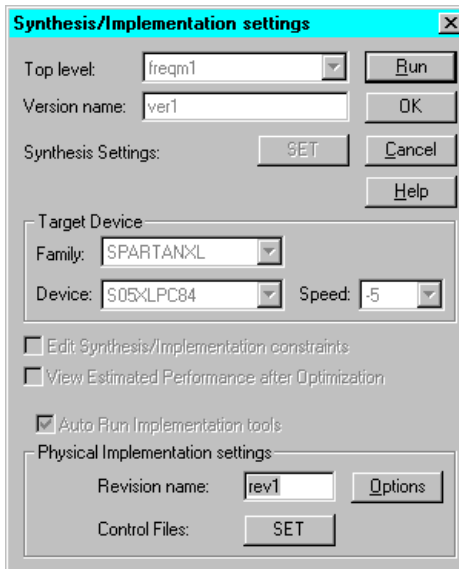 Synthesis/Implementation settings
Top level: freqm1 Run
Version name: ver1 OK
Synthesis Settings: SET Cancel
Help
Target Device
Family: SPARTANXL
Device: S05XLPC84 Speed: -5
Edit Synthesis/Implementation constraints
View Estimated Performance after Optimization
Auto Run Implementation tools
Physical Implementation settings
Revision name: rev1 Options
Control Files: SET